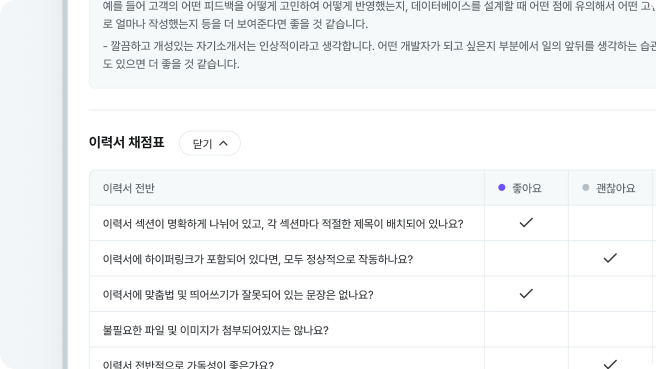 예를 들어 고객의 어떤 피드백을 어떻게 고민하여 어떻게 반영했는지, 데이터베이스를 설계할 때 어떤 점에 유의해서 어떤
로 얼마나 작성했는지 등을 더 보여준다면 좋을 것 같습니다.
- 깔끔하고 개성있는 자기소개서는 인상적이라고 생각합니다. 어떤 개발자가 되고 싶은지 부분에서 일의 앞뒤를 생각하는
도 있으면 더 좋을 것 같습니다.
이력서 채점표 닫기
이력서 전반 좋아요 괜찮아요
이력서 섹션이 명확하게 나뉘어 있고, 각 섹션마다 적절한 제목이 배치되어 있나요?
이력서에 하이퍼링크가 포함되어 있다면, 모두 정상적으로 작동하나요?
이력서에 맞춤법 및 띄어쓰기가 잘못되어 있는 문장은 없나요?
불필요한 파일 및 이미지가 첨부되어있지는 않나요?
이력서 전반적으로 가독성이 좋은가요?